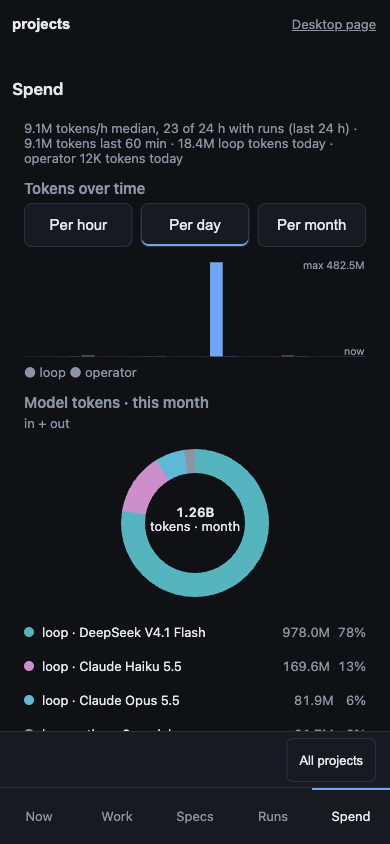 projects
Desktop page
Spend
9.1M tokens/h median, 23 of 24 h with runs (last 24 h) ·
9.1M tokens last 60 min · 18.4M loop tokens today ·
operator 12K tokens today
Tokens over time
Per hour
Per day
Per month
max 482.5M
now
loop
operator
Model tokens · this month
in + out
1.26B
tokens · month
loop · DeepSeek V4.1 Flash 978.0M 78%
loop · Claude Haiku 5.5 169.6M 13%
loop · Claude Opus 5.5 81.9M 6%
All projects
Now
Work
Specs
Runs
Spend